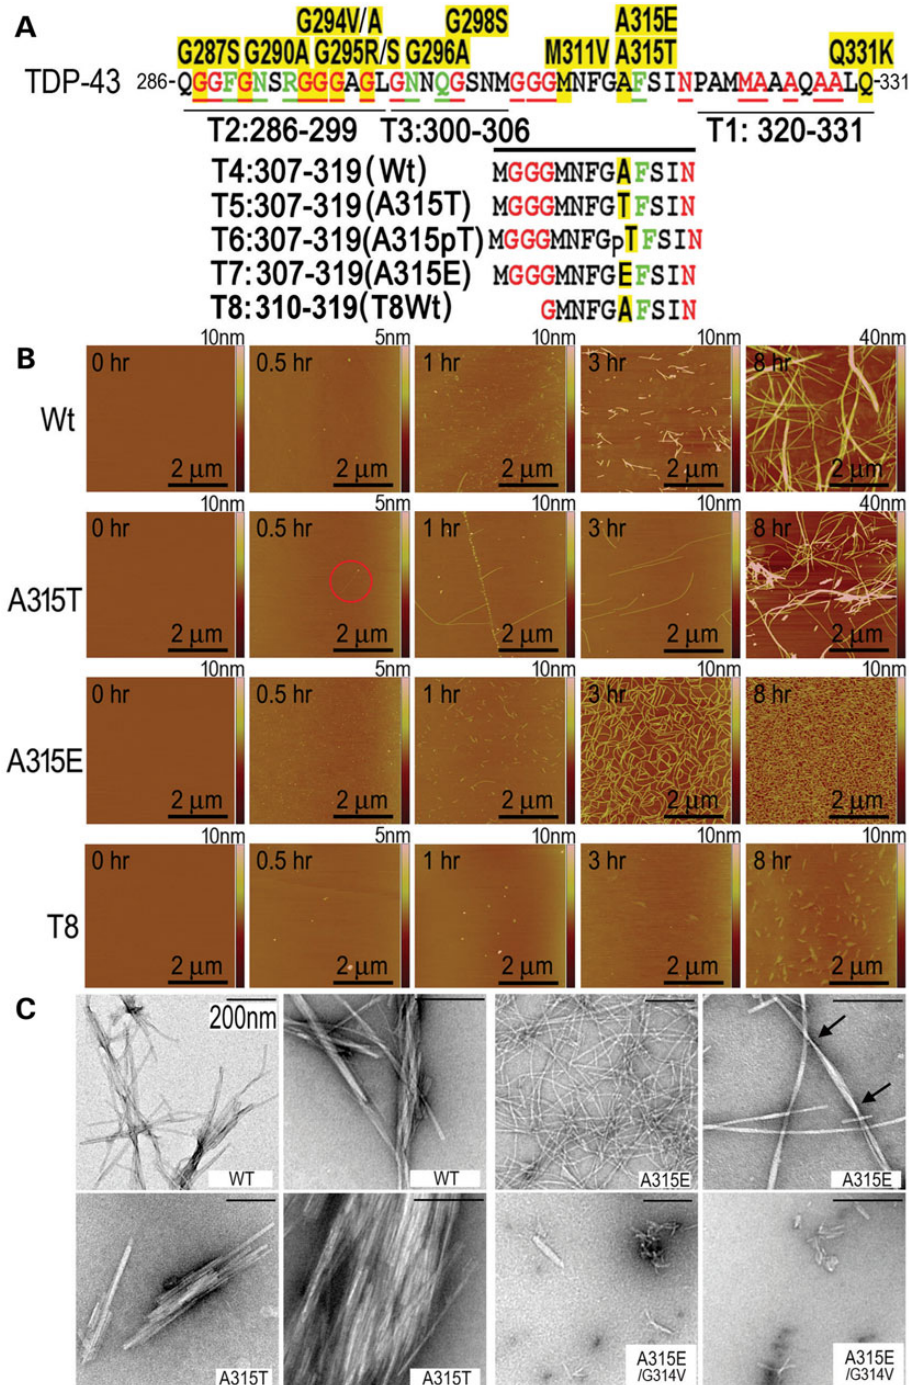 A
G294V/A
G298S
A315E
G287S G290A G295R/S G296A M311V A315T Q331K
TDP-43 286-QGGFGNSRGGGAGLGNNQGSNMGGGMNFGAFSINPAMMAAAQAALQ-331
T2:286-299 T3:300-306 T1: 320-331
T4:307-319(Wt) MGGGMNFGAFSIN
T5:307-319(A315T) MGGGMNFGTFSIN
T6:307-319(A315pT) MGGGMNFGpTFSIN
T7:307-319(A315E) MGGGMNFGEFSIN
T8:310-319(T8Wt) GMNFGAFSIN
B
10nm 5nm 10nm 10nm 40nm
0 hr 0.5 hr 1 hr 3 hr 8 hr
Wt
2 μm 2 μm 2 μm 2 μm 2 μm
10nm 5nm 10nm 10nm 40nm
0 hr 0.5 hr 1 hr 3 hr 8 hr
A315T
2 μm 2 μm 2 μm 2 μm 2 μm
10nm 5nm 10nm 10nm 10nm
0 hr 0.5 hr 1 hr 3 hr 8 hr
A315E
2 μm 2 μm 2 μm 2 μm 2 μm
10nm 5nm 10nm 10nm 10nm
0 hr 0.5 hr 1 hr 3 hr 8 hr
T8
2 μm 2 μm 2 μm 2 μm 2 μm
C
200nm
WT WT A315E A315E
A315T A315T A315E A315E
/G314V /G314V